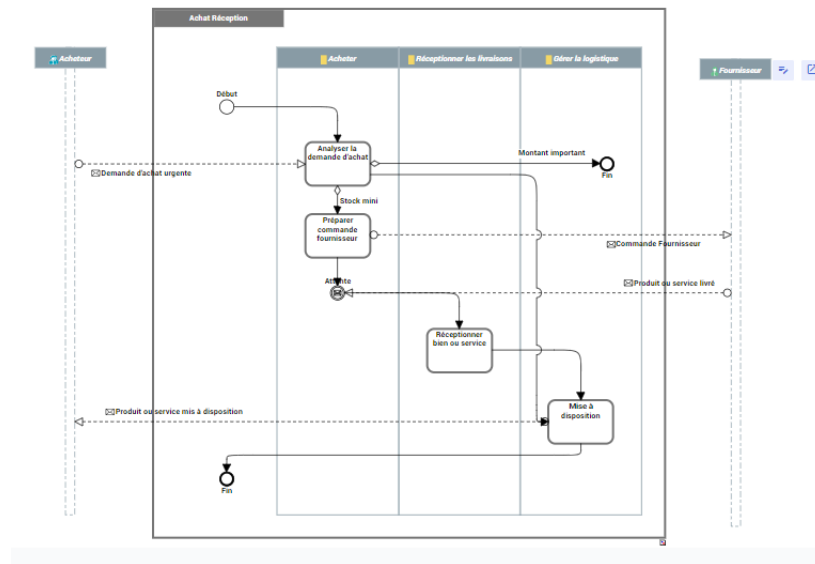 Achat Réception
Acheteur
Acheter
Réceptionner les livraisons
Gérer la logistique
Fournisseur
Début
Analyser la
demande d'achat
Montant important
Fin
Demande d'achat urgente
Stock mini
Préparer
commande
fournisseur
Commande Fournisseur
Attente
Produit ou service livré
Réceptionner
bien ou service
Produit ou service mis à disposition
Mise à
disposition
Fin